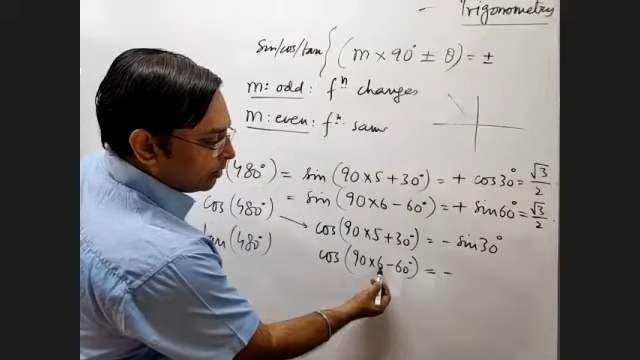 - Trigonometry
Sin/cos/tan { (m × 90° ± θ) = ±
m: odd : fⁿ changes
m: even : fⁿ same
(480°) = sin (90×5+30°) = + cos30° = √3/2
= sin (90×6-60°) = + sin60° = √3/2
cos(480°) → cos (90×5+30°) = - sin30°
tan (480°)
cos (90×6-60°) = -